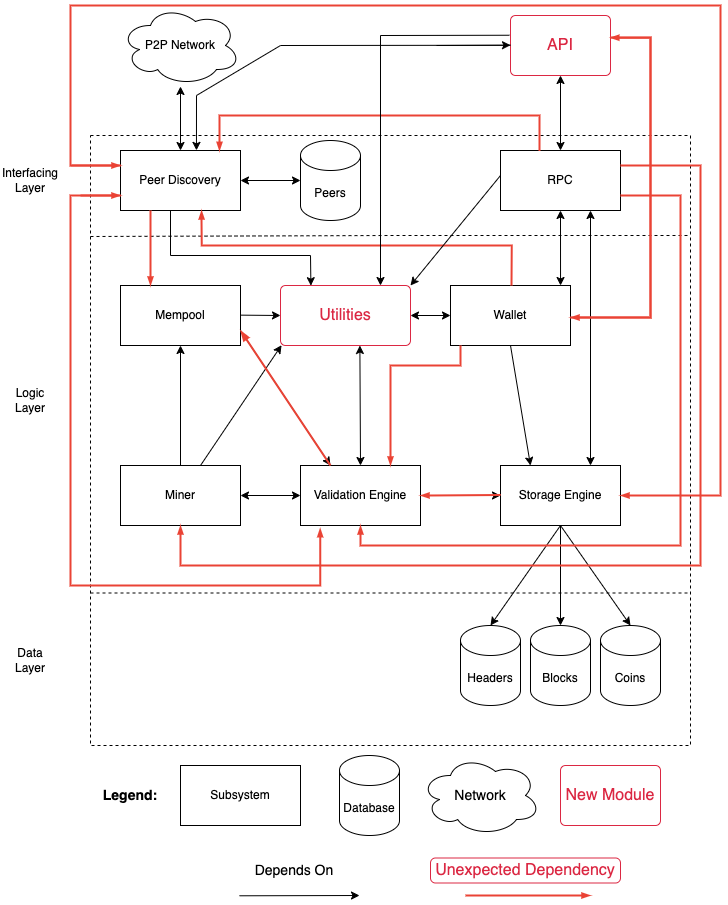 P2P Network
API
Interfacing
Layer
Peer Discovery
Peers
RPC
Mempool
Utilities
Wallet
Logic
Layer
Miner
Validation Engine
Storage Engine
Data
Layer
Headers
Blocks
Coins
Legend:
Subsystem
Database
Network
New Module
Depends On
Unexpected Dependency